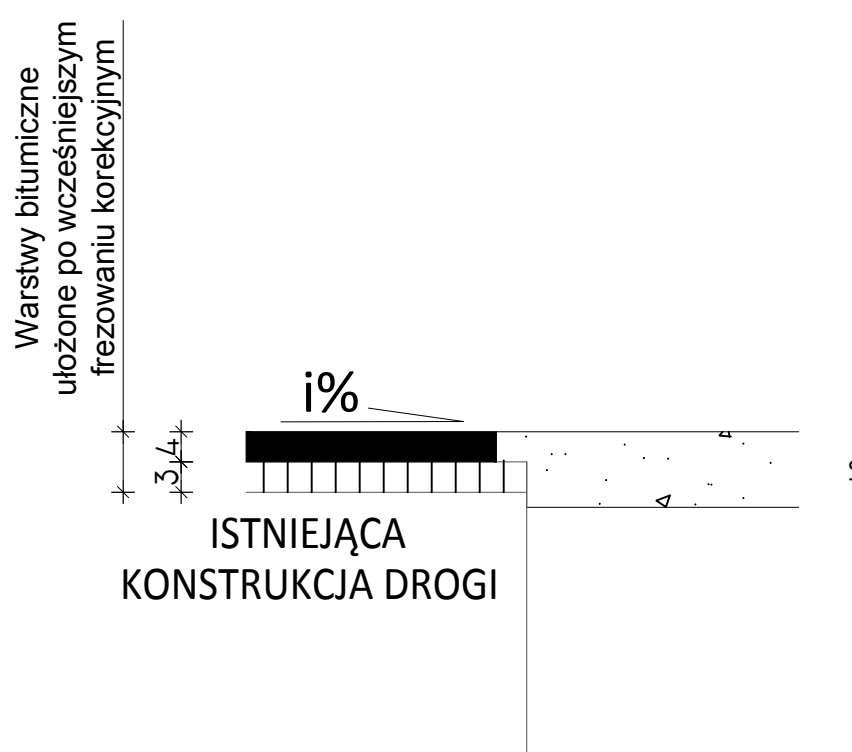 Warstwy bitumiczne
ułożone po wcześniejszym
frezowaniu korekcyjnym
i%
4
3
ISTNIEJĄCA
KONSTRUKCJA DROGI